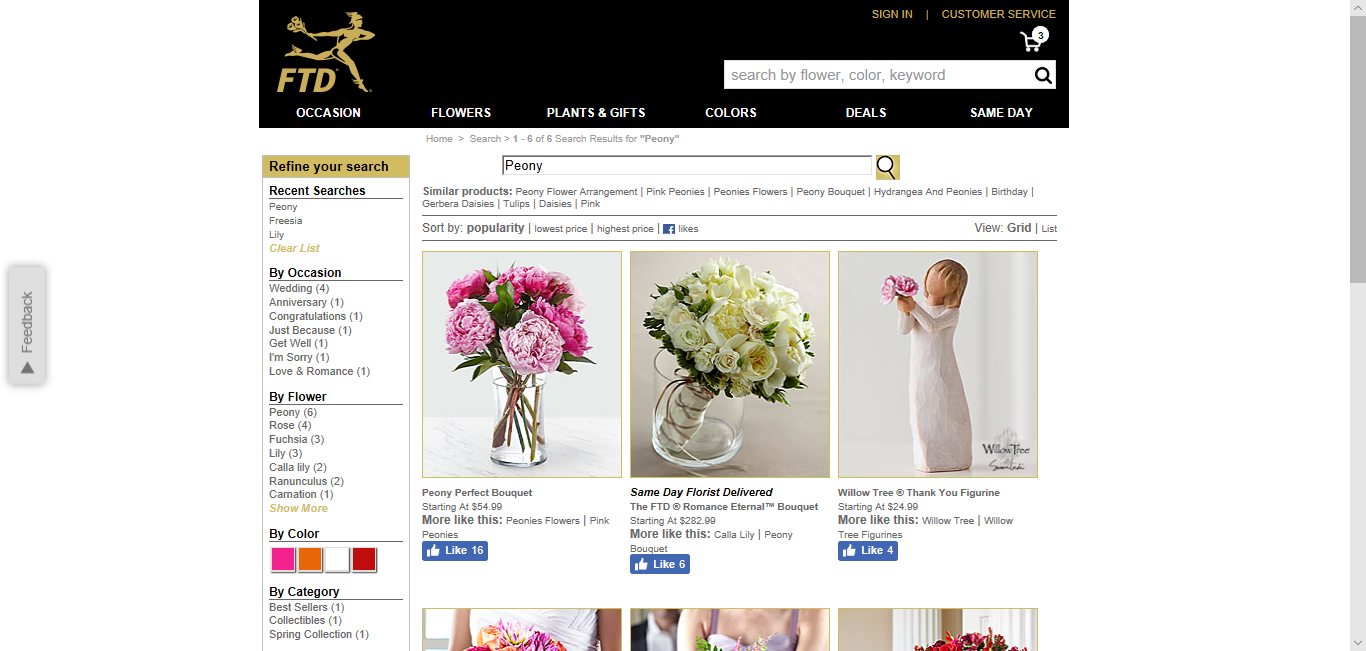 SIGN IN | CUSTOMER SERVICE
3
FTD
search by flower, color, keyword
OCCASION FLOWERS PLANTS & GIFTS COLORS DEALS SAME DAY
Home > Search > 1 - 6 of 6 Search Results for "Peony"
Refine your search
Recent Searches
Peony
Freesia
Lily
Clear List
By Occasion
Wedding (4)
Anniversary (1)
Congratulations (1)
Just Because (1)
Get Well (1)
I'm Sorry (1)
Love & Romance (1)
By Flower
Peony (6)
Rose (4)
Fuchsia (3)
Lily (3)
Calla lily (2)
Ranunculus (2)
Carnation (1)
Show More
By Color
By Category
Best Sellers (1)
Collectibles (1)
Spring Collection (1)
Feedback
Peony
Similar products: Peony Flower Arrangement | Pink Peonies | Peonies Flowers | Peony Bouquet | Hydrangea And Peonies | Birthday |
Gerbera Daisies | Tulips | Daisies | Pink
Sort by: popularity | lowest price | highest price | f likes
View: Grid | List
Peony Perfect Bouquet
Starting At $54.99
More like this: Peonies Flowers | Pink
Peonies
Like 16
Same Day Florist Delivered
The FTD ® Romance Eternal™ Bouquet
Starting At $282.99
More like this: Calla Lily | Peony
Bouquet
Like 6
Willow Tree
Willow Tree ® Thank You Figurine
Starting At $24.99
More like this: Willow Tree | Willow
Tree Figurines
Like 4